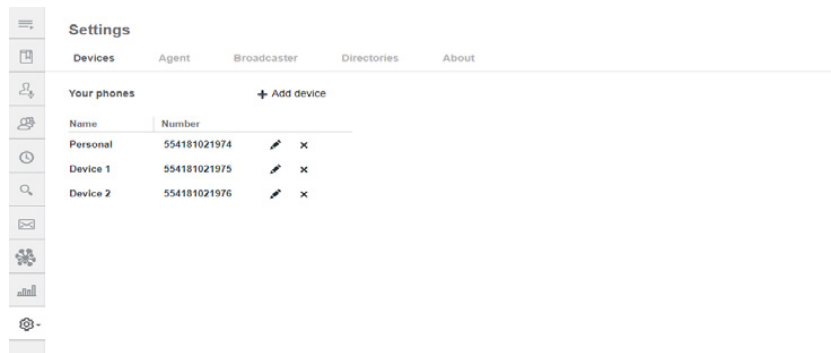 Settings
Devices Agent Broadcaster Directories About
Your phones + Add device
Name Number
Personal 554181021974
Device 1 554181021975
Device 2 554181021976